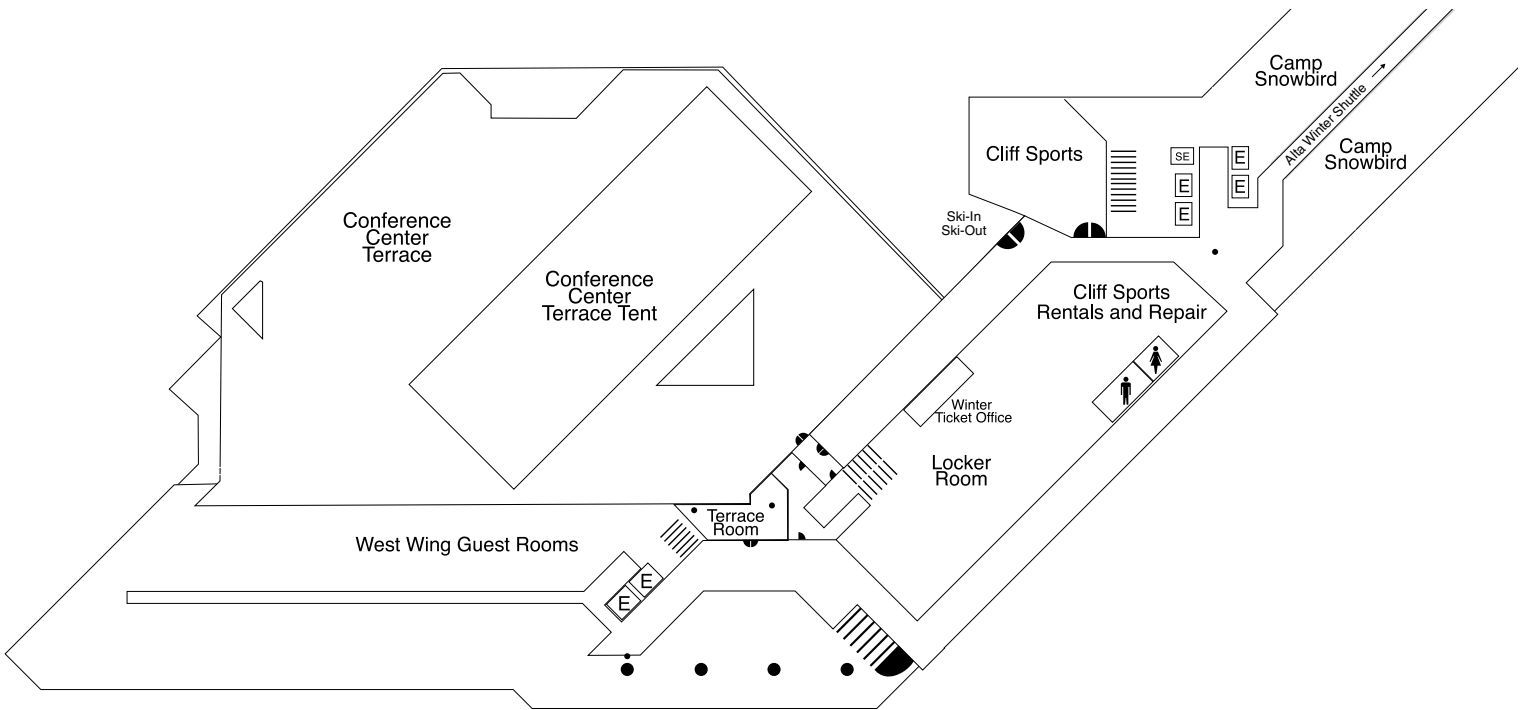 Camp
Snowbird
Alta Winter Shuttle →
Camp
Snowbird
Cliff Sports
SE
E
E
E
E
Ski-In
Ski-Out
Conference
Center
Terrace
Conference
Center
Terrace Tent
Cliff Sports
Rentals and Repair
Winter
Ticket Office
Locker
Room
Terrace
Room
West Wing Guest Rooms
E
E